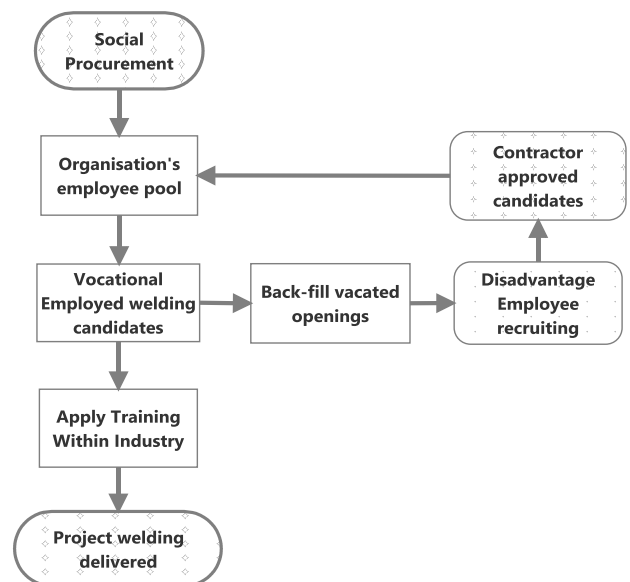 Social
Procurement
Organisation's
employee pool
Contractor
approved
candidates
Vocational
Employed welding
candidates
Back-fill vacated
openings
Disadvantage
Employee
recruiting
Apply Training
Within Industry
Project welding
delivered